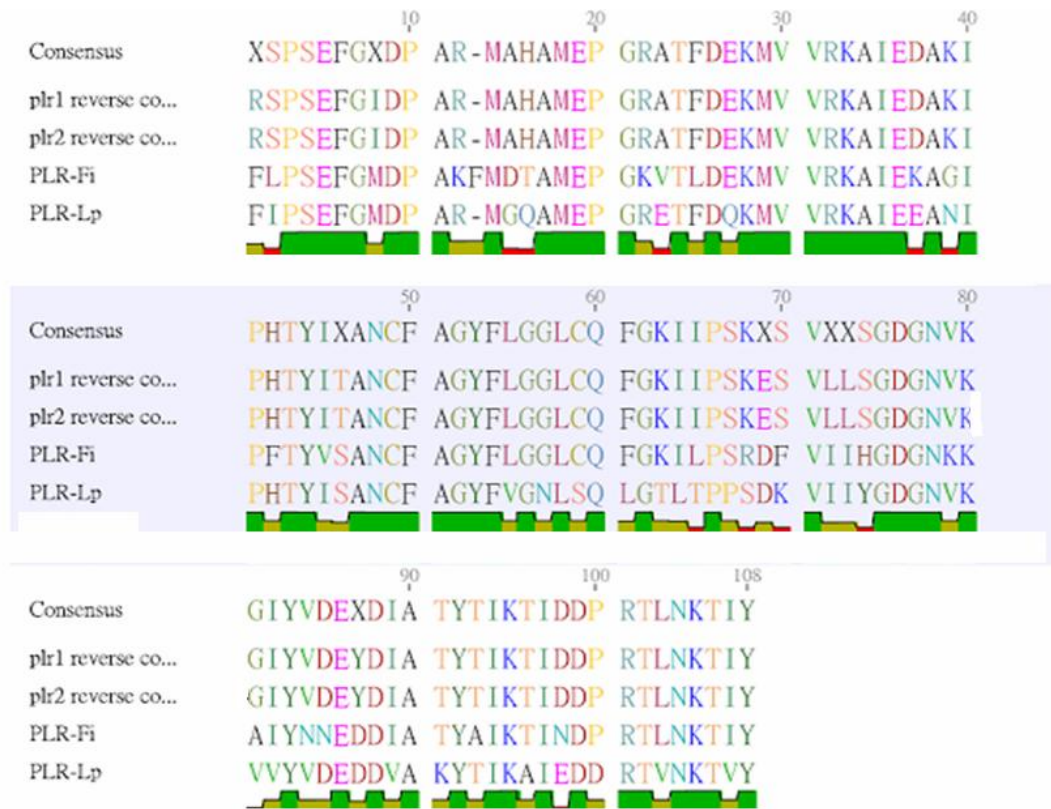 10 20 30 40
Consensus XSPSEFGXDP AR-MAHAMEP GRATFDEKMV VRKAIEDAKI
plr1 reverse co... RSPSEFGIDP AR-MAHAMEP GRATFDEKMV VRKAIEDAKI
plr2 reverse co... RSPSEFGIDP AR-MAHAMEP GRATFDEKMV VRKAIEDAKI
PLR-Fi FLPSEFGMDP AKFMDTAMEP GKVTLDEKMV VRKAIEKAGI
PLR-Lp FIPSEFGMDP AR-MGQAMEP GRETFDQKMV VRKAIEEANI
50 60 70 80
Consensus PHTYIXANCF AGYFLGGLCQ FGKIIPSKXS VXXSGDGNVK
plr1 reverse co... PHTYITANCF AGYFLGGLCQ FGKIIPSKES VLLSGDGNVK
plr2 reverse co... PHTYITANCF AGYFLGGLCQ FGKIIPSKES VLLSGDGNVK
PLR-Fi PFTYVSANCF AGYFLGGLCQ FGKILPSRDF VIIHGDGNKK
PLR-Lp PHTYISANCF AGYFVGNLSQ LGTLTPPSDK VIIYGDGNVK
90 100 108
Consensus GIYVDEXDIA TYTIKTIDDP RTLNKTIY
plr1 reverse co... GIYVDEYDIA TYTIKTIDDP RTLNKTIY
plr2 reverse co... GIYVDEYDIA TYTIKTIDDP RTLNKTIY
PLR-Fi AIYNNEDDIA TYAIKTINDP RTLNKTIY
PLR-Lp VVYVDEDDVA KYTIKAIEDD RTVNKTVY